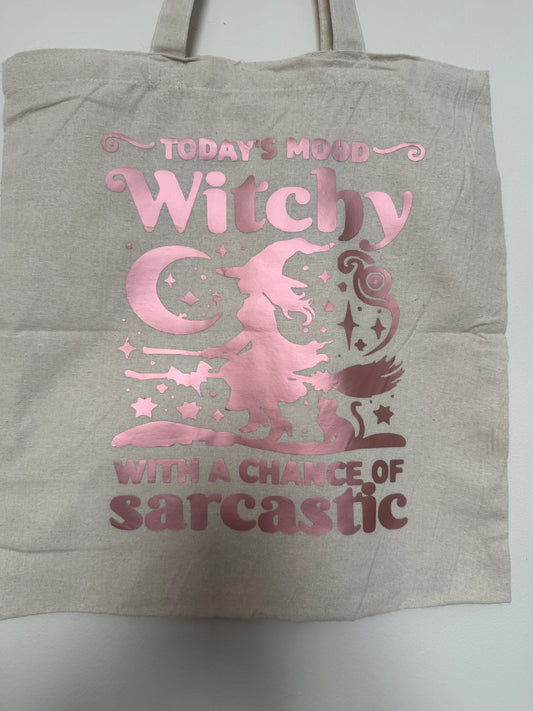 TODAY'S MOOD
Witchy
WITH A CHANCE OF
sarcastic